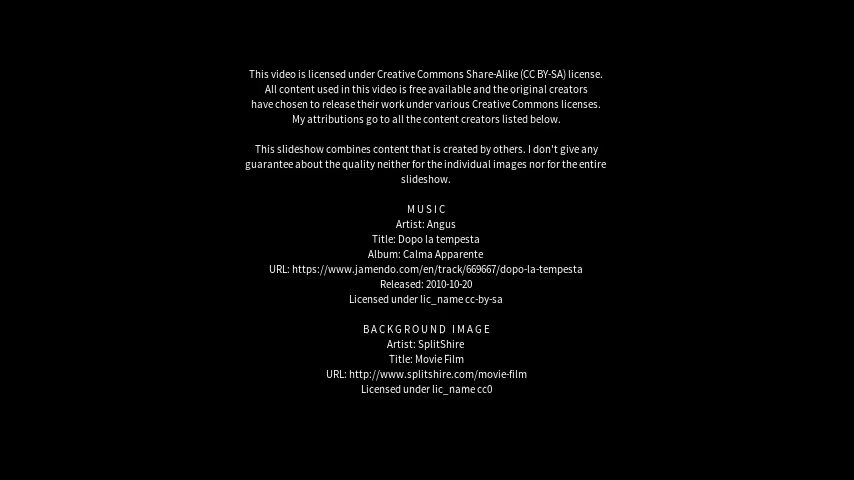 This video is licensed under Creative Commons Share-Alike (CC BY-SA) license.
All content used in this video is free available and the original creators
have chosen to release their work under various Creative Commons licenses.
My attributions go to all the content creators listed below.
This slideshow combines content that is created by others. I don't give any
guarantee about the quality neither for the individual images nor for the entire
slideshow.
MUSIC
Artist: Angus
Title: Dopo la tempesta
Album: Calma Apparente
URL: https://www.jamendo.com/en/track/669667/dopo-la-tempesta
Released: 2010-10-20
Licensed under lic_name cc-by-sa
BACKGROUND IMAGE
Artist: SplitShire
Title: Movie Film
URL: http://www.splitshire.com/movie-film
Licensed under lic_name cc0